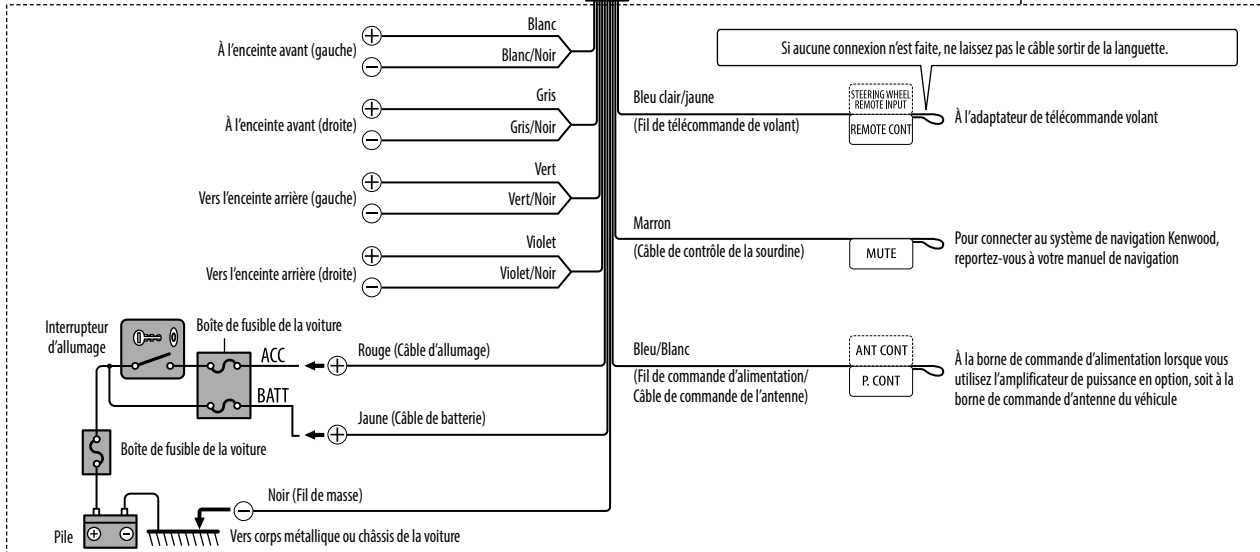 Blanc
À l'enceinte avant (gauche)
Blanc/Noir
Gris
À l'enceinte avant (droite)
Gris/Noir
Vert
Vers l'enceinte arrière (gauche)
Vert/Noir
Violet
Vers l'enceinte arrière (droite)
Violet/Noir
Interrupteur
d'allumage
Boîte de fusible de la voiture
ACC
Rouge (Câble d'allumage)
BATT
Jaune (Câble de batterie)
Boîte de fusible de la voiture
Noir (Fil de masse)
Pile
Vers corps métallique ou châssis de la voiture
Si aucune connexion n'est faite, ne laissez pas le câble sortir de la languette.
Bleu clair/jaune
(Fil de télécommande de volant)
STEERING WHEEL
REMOTE INPUT
REMOTE CONT
À l'adaptateur de télécommande volant
Marron
(Câble de contrôle de la sourdine)
MUTE
Pour connecter au système de navigation Kenwood,
reportez-vous à votre manuel de navigation
Bleu/Blanc
(Fil de commande d'alimentation/
Câble de commande de l'antenne)
ANT CONT
P. CONT
À la borne de commande d'alimentation lorsque vous
utilisez l'amplificateur de puissance en option, soit à la
borne de commande d'antenne du véhicule